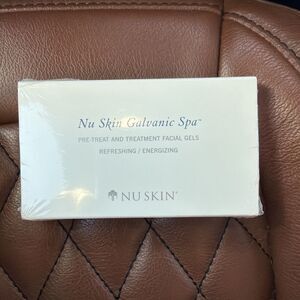 Nu Skin Galvanic Spa™
PRE-TREAT AND TREATMENT FACIAL GELS
REFRESHING / ENERGIZING
NU SKIN®